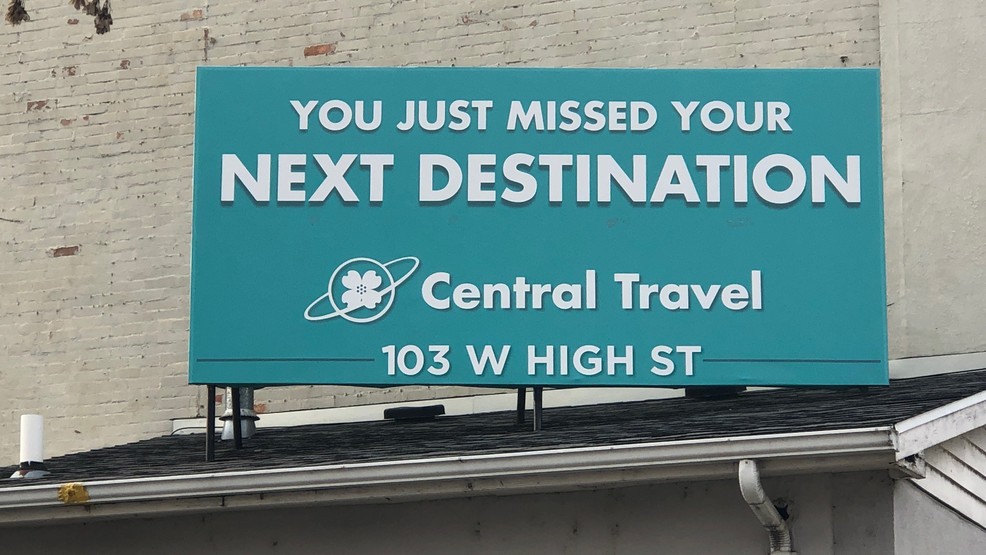 YOU JUST MISSED YOUR
NEXT DESTINATION
Central Travel
103 W HIGH ST